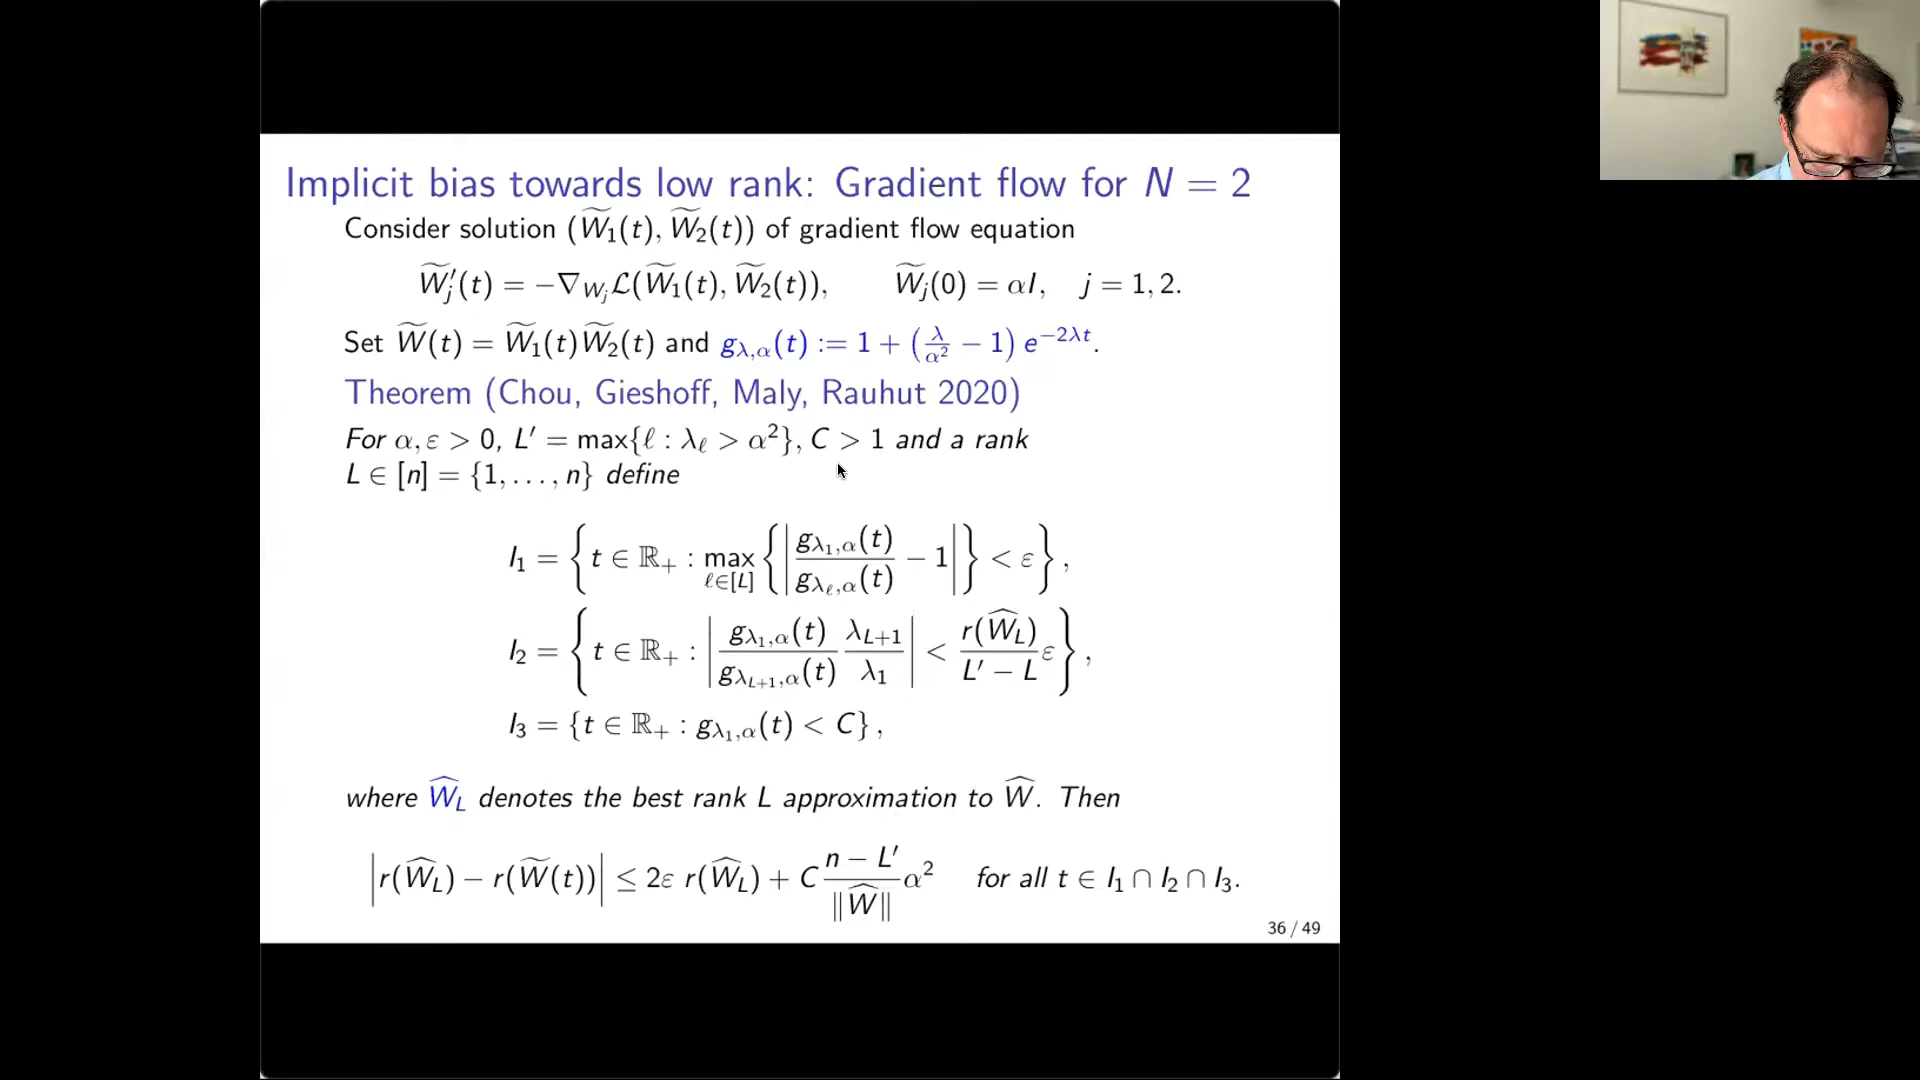 Implicit bias towards low rank: Gradient flow for N = 2
Consider solution (W̃₁(t), W̃₂(t)) of gradient flow equation
W̃ⱼ′(t) = −∇_{Wⱼ} ℒ(W̃₁(t), W̃₂(t)), W̃ⱼ(0) = αI, j = 1, 2.
Set W̃(t) = W̃₁(t)W̃₂(t) and g_{λ,α}(t) := 1 + (λ/α² − 1) e^{−2λt}.
Theorem (Chou, Gieshoff, Maly, Rauhut 2020)
For α, ε > 0, L′ = max{ℓ : λ_ℓ > α²}, C > 1 and a rank
L ∈ [n] = {1, . . . , n} define
I₁ = { t ∈ ℝ₊ : max_{ℓ∈[L]} { | g_{λ₁,α}(t) / g_{λ_ℓ,α}(t) − 1 | } < ε } ,
I₂ = { t ∈ ℝ₊ : | g_{λ₁,α}(t) / g_{λ_{L+1},α}(t) λ_{L+1} / λ₁ | < r(Ŵ_L) / (L′ − L) ε } ,
I₃ = {t ∈ ℝ₊ : g_{λ₁,α}(t) < C} ,
where Ŵ_L denotes the best rank L approximation to Ŵ. Then
| r(Ŵ_L) − r(W̃(t)) | ≤ 2ε r(Ŵ_L) + C (n − L′) / ‖Ŵ‖ α² for all t ∈ I₁ ∩ I₂ ∩ I₃.
36 / 49